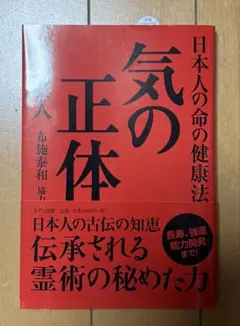 日本人の命の健康法
気の
正体
布施泰和
日本人の古伝の知恵
伝承される
霊術の秘めた力
長寿、強運
能力開発
まで!